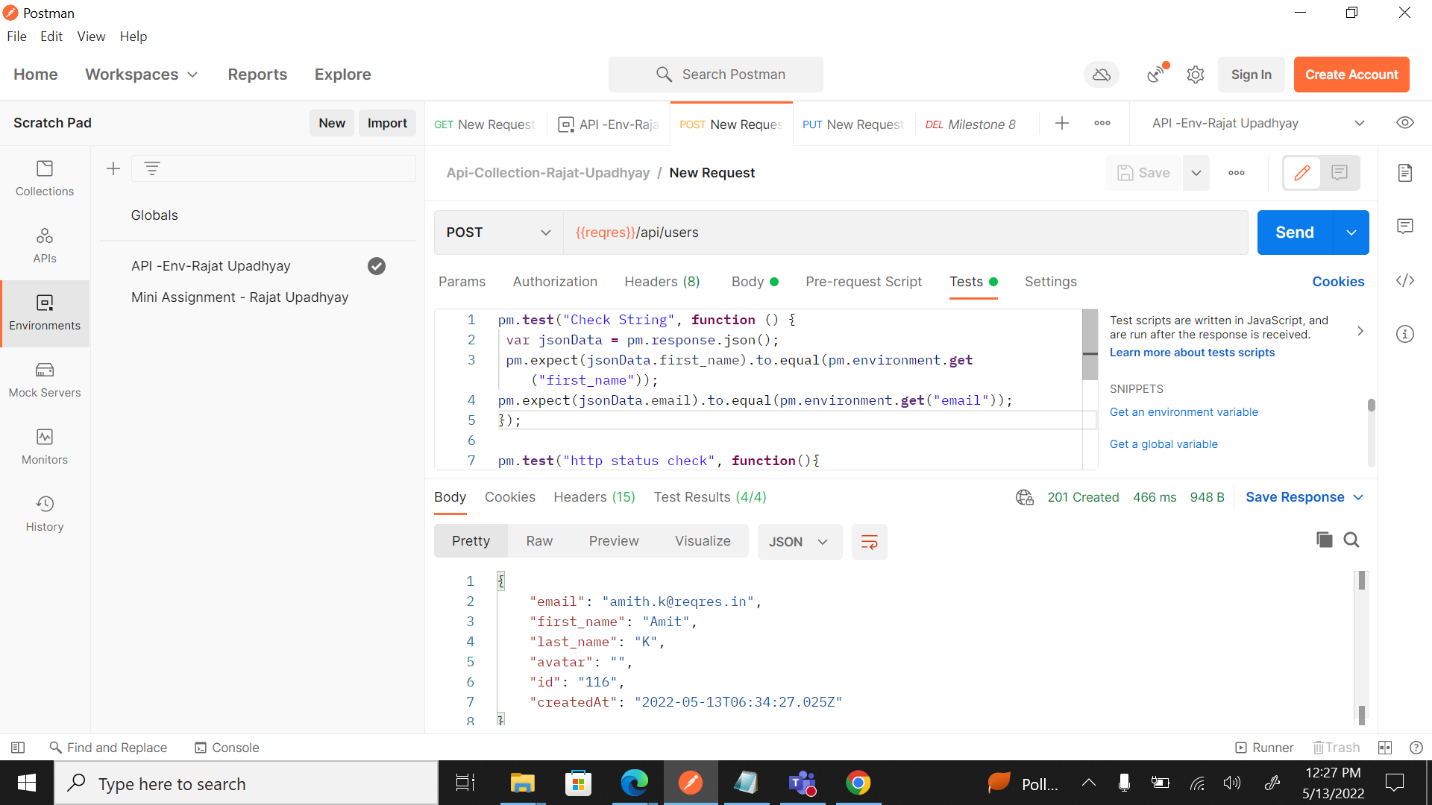 Postman
File Edit View Help
Home Workspaces Reports Explore Search Postman Sign In Create Account
Scratch Pad New Import
GET New Request API -Env-Raja POST New Reques PUT New Request DEL Milestone 8 API -Env-Rajat Upadhyay
Collections
APIs
Environments
Mock Servers
Monitors
History
Globals
API -Env-Rajat Upadhyay
Mini Assignment - Rajat Upadhyay
Api-Collection-Rajat-Upadhyay / New Request Save
POST {{reqres}}/api/users Send
Params Authorization Headers (8) Body Pre-request Script Tests Settings Cookies
1 pm.test("Check String", function () {
2 var jsonData = pm.response.json();
3 pm.expect(jsonData.first_name).to.equal(pm.environment.get
("first_name"));
4 pm.expect(jsonData.email).to.equal(pm.environment.get("email"));
5 });
6
7 pm.test("http status check", function(){
Test scripts are written in JavaScript, and
are run after the response is received.
Learn more about tests scripts
SNIPPETS
Get an environment variable
Get a global variable
Body Cookies Headers (15) Test Results (4/4) 201 Created 466 ms 948 B Save Response
Pretty Raw Preview Visualize JSON
1 {
2 "email": "amith.k@reqres.in",
3 "first_name": "Amit",
4 "last_name": "K",
5 "avatar": "",
6 "id": "116",
7 "createdAt": "2022-05-13T06:34:27.025Z"
8 }
Find and Replace Console Runner Trash
Type here to search Poll... 12:27 PM
5/13/2022